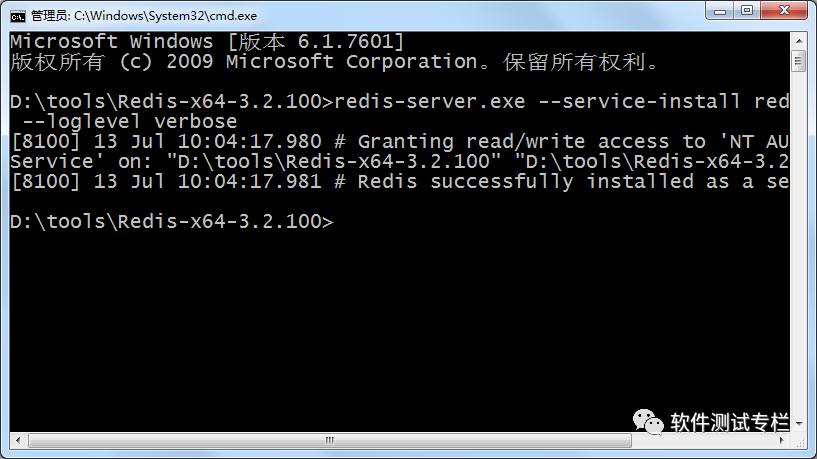 管理员: C:\Windows\System32\cmd.exe
Microsoft Windows [版本 6.1.7601]
版权所有 (c) 2009 Microsoft Corporation。保留所有权利。
D:\tools\Redis-x64-3.2.100>redis-server.exe --service-install red
--loglevel verbose
[8100] 13 Jul 10:04:17.980 # Granting read/write access to 'NT AU
Service' on: "D:\tools\Redis-x64-3.2.100" "D:\tools\Redis-x64-3.2
[8100] 13 Jul 10:04:17.981 # Redis successfully installed as a se
D:\tools\Redis-x64-3.2.100>
软件测试专栏